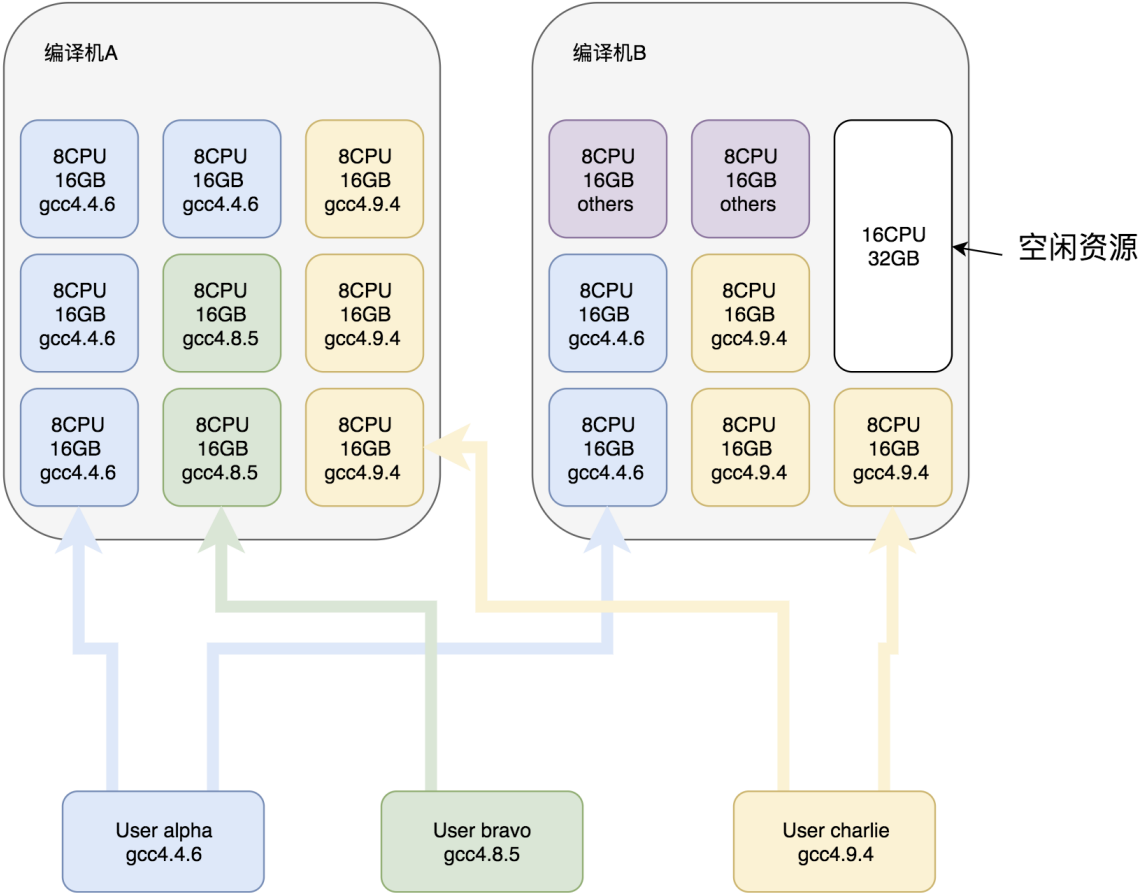 编译机A
8CPU
16GB
gcc4.4.6
8CPU
16GB
gcc4.4.6
8CPU
16GB
gcc4.9.4
8CPU
16GB
gcc4.4.6
8CPU
16GB
gcc4.8.5
8CPU
16GB
gcc4.9.4
8CPU
16GB
gcc4.4.6
8CPU
16GB
gcc4.8.5
8CPU
16GB
gcc4.9.4
编译机B
8CPU
16GB
others
8CPU
16GB
others
16CPU
32GB
空闲资源
8CPU
16GB
gcc4.4.6
8CPU
16GB
gcc4.9.4
8CPU
16GB
gcc4.4.6
8CPU
16GB
gcc4.9.4
8CPU
16GB
gcc4.9.4
User alpha
gcc4.4.6
User bravo
gcc4.8.5
User charlie
gcc4.9.4